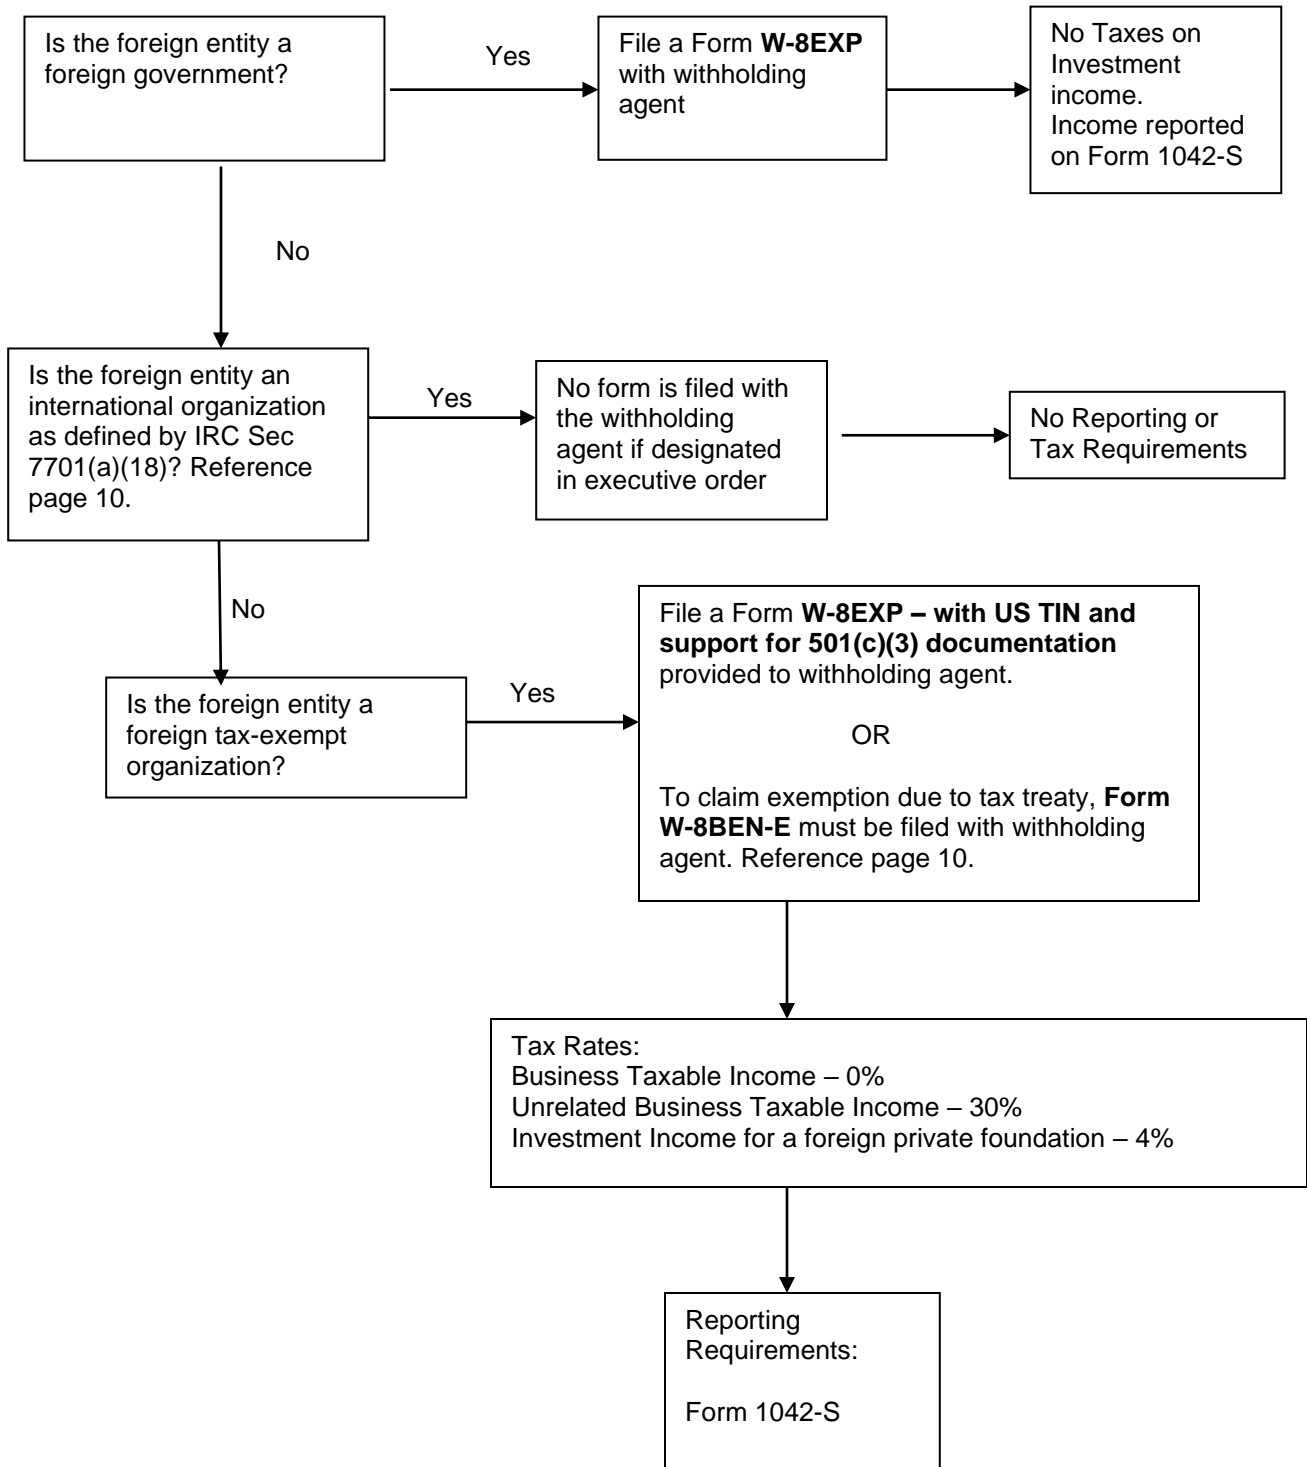 Is the foreign entity a
foreign government?
Yes
File a Form W-8EXP
with withholding
agent
No Taxes on
Investment
income.
Income reported
on Form 1042-S
No
Is the foreign entity an
international organization
as defined by IRC Sec
7701(a)(18)? Reference
page 10.
Yes
No form is filed with
the withholding
agent if designated
in executive order
No Reporting or
Tax Requirements
No
Is the foreign entity a
foreign tax-exempt
organization?
Yes
File a Form W-8EXP – with US TIN and
support for 501(c)(3) documentation
provided to withholding agent.
OR
To claim exemption due to tax treaty, Form
W-8BEN-E must be filed with withholding
agent. Reference page 10.
Tax Rates:
Business Taxable Income – 0%
Unrelated Business Taxable Income – 30%
Investment Income for a foreign private foundation – 4%
Reporting
Requirements:
Form 1042-S